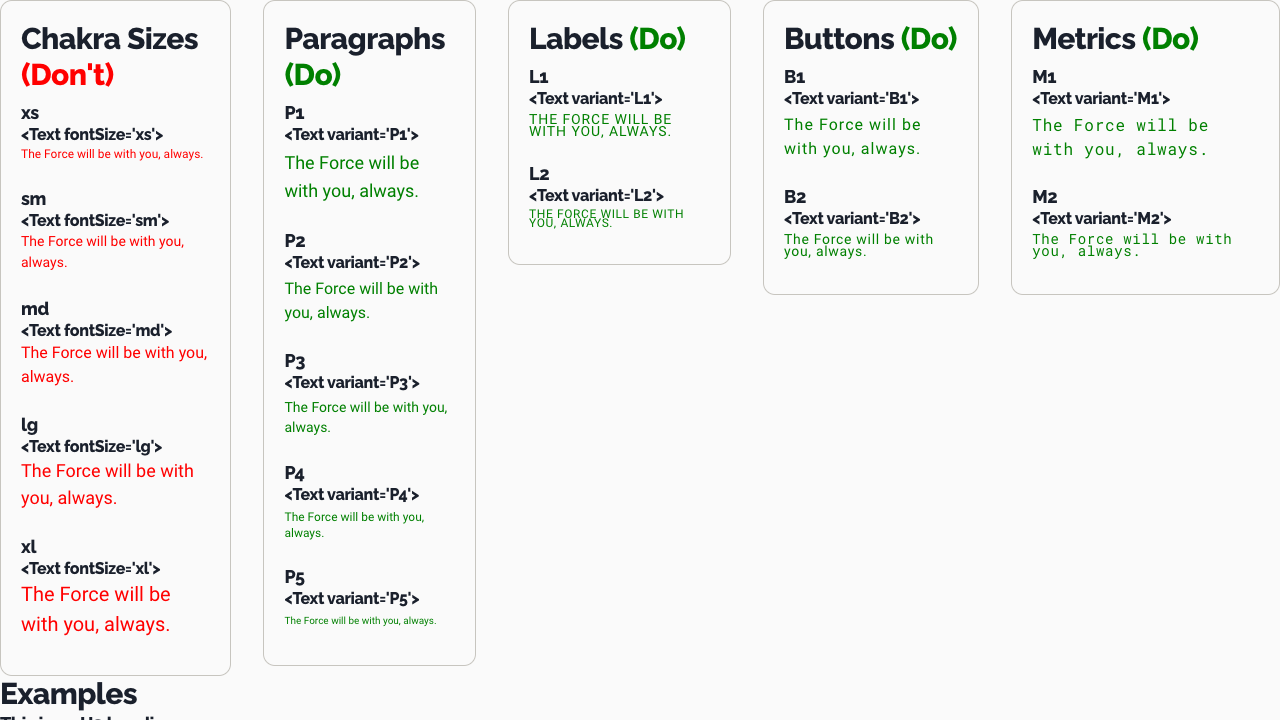 Chakra Sizes
(Don't)
xs
<Text fontSize='xs'>
The Force will be with you, always.
sm
<Text fontSize='sm'>
The Force will be with you,
always.
md
<Text fontSize='md'>
The Force will be with you,
always.
lg
<Text fontSize='lg'>
The Force will be with
you, always.
xl
<Text fontSize='xl'>
The Force will be
with you, always.
Paragraphs
(Do)
P1
<Text variant='P1'>
The Force will be
with you, always.
P2
<Text variant='P2'>
The Force will be with
you, always.
P3
<Text variant='P3'>
The Force will be with you,
always.
P4
<Text variant='P4'>
The Force will be with you,
always.
P5
<Text variant='P5'>
The Force will be with you, always.
Labels (Do)
L1
<Text variant='L1'>
THE FORCE WILL BE
WITH YOU, ALWAYS.
L2
<Text variant='L2'>
THE FORCE WILL BE WITH
YOU, ALWAYS.
Buttons (Do)
B1
<Text variant='B1'>
The Force will be
with you, always.
B2
<Text variant='B2'>
The Force will be with
you, always.
Metrics (Do)
M1
<Text variant='M1'>
The Force will be
with you, always.
M2
<Text variant='M2'>
The Force will be with
you, always.
Examples